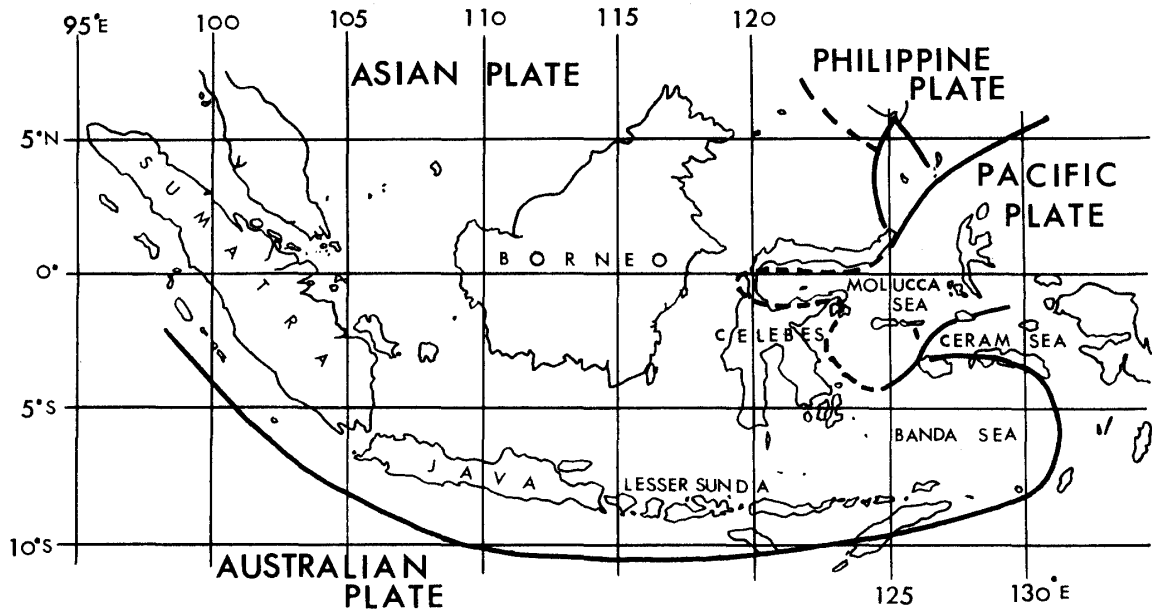 95°E 100 105 110 115 120
ASIAN PLATE
PHILIPPINE
PLATE
5°N
PACIFIC
PLATE
SUMATRA
BORNEO
0°
MOLUCCA
SEA
CELEBES
CERAM SEA
5°S
BANDA SEA
JAVA
LESSER SUNDA
10°S
AUSTRALIAN
PLATE
125 130°E